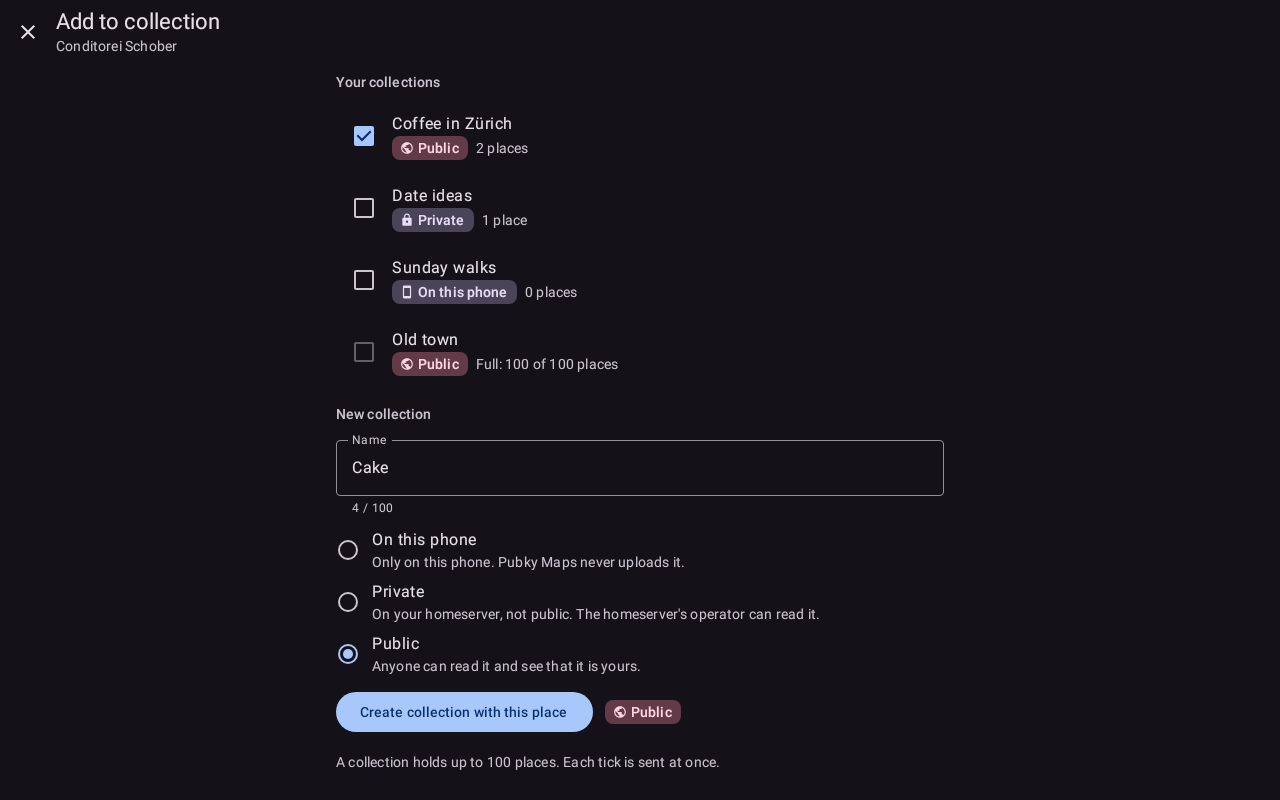 Add to collection
Conditorei Schober
Your collections
Coffee in Zürich
Public 2 places
Date ideas
Private 1 place
Sunday walks
On this phone 0 places
Old town
Public Full: 100 of 100 places
New collection
Name
Cake
4 / 100
On this phone
Only on this phone. Pubky Maps never uploads it.
Private
On your homeserver, not public. The homeserver's operator can read it.
Public
Anyone can read it and see that it is yours.
Create collection with this place Public
A collection holds up to 100 places. Each tick is sent at once.